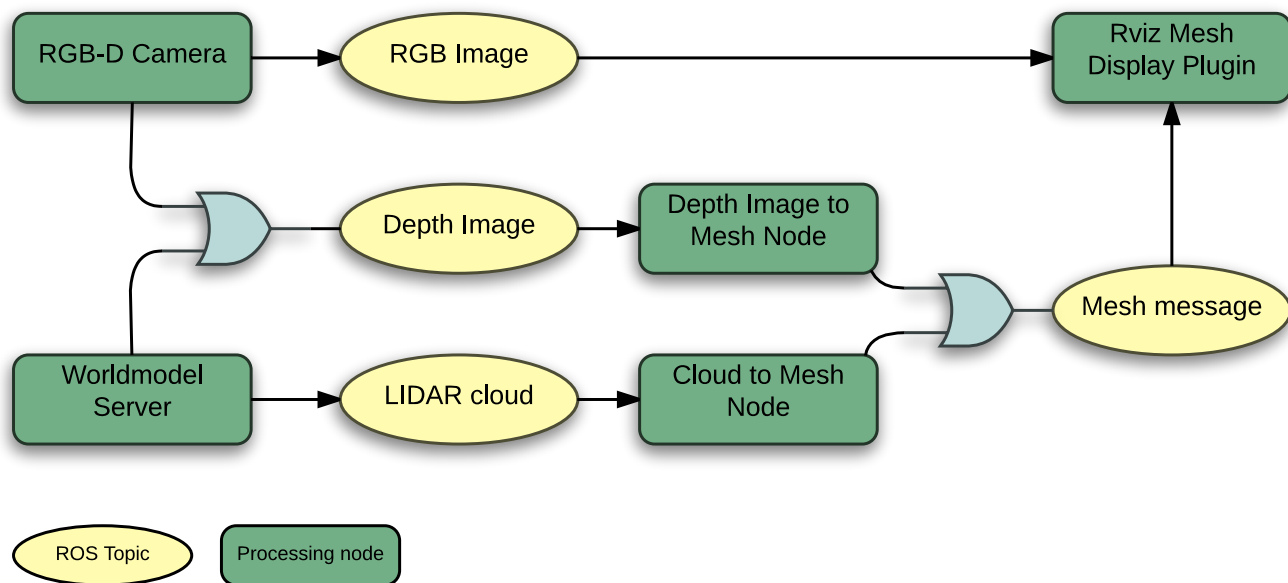 RGB-D Camera
RGB Image
Rviz Mesh
Display Plugin
Depth Image
Depth Image to
Mesh Node
Mesh message
Worldmodel
Server
LIDAR cloud
Cloud to Mesh
Node
ROS Topic
Processing node